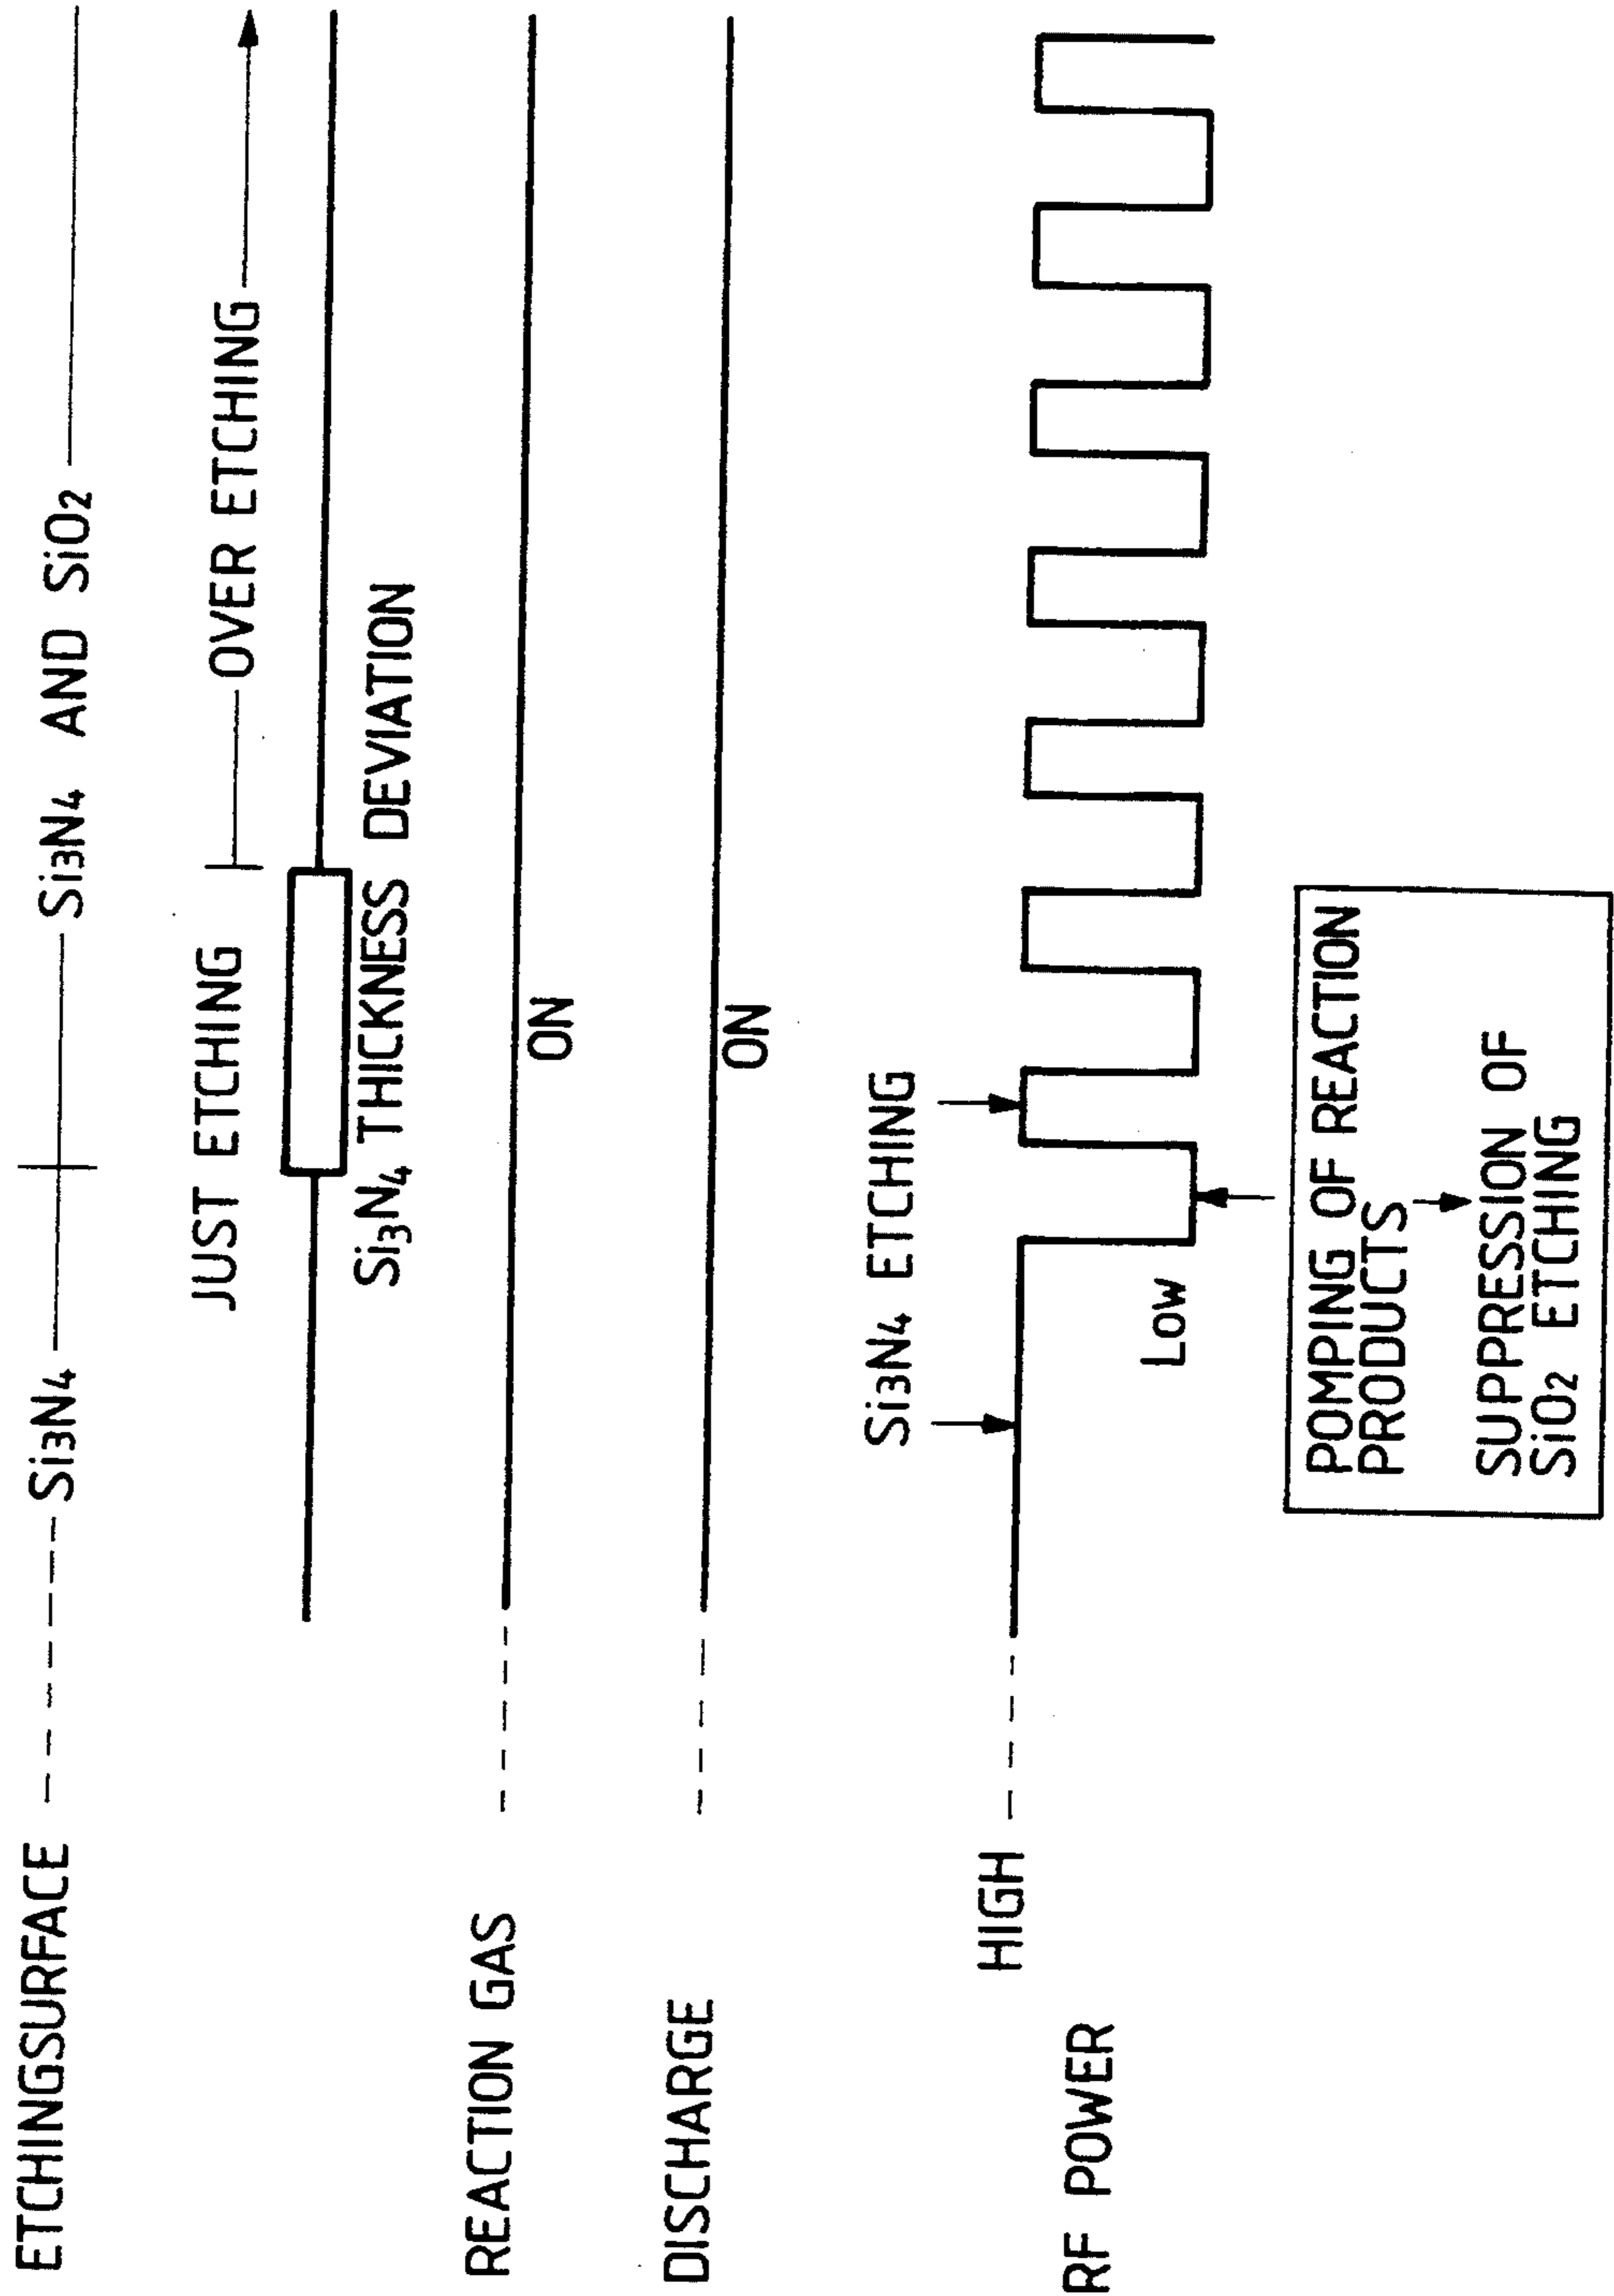 ETCHINGSURFACE
Si3N4
Si3N4 AND SiO2
JUST ETCHING
OVER ETCHING
Si3N4 THICKNESS DEVIATION
REACTION GAS
ON
DISCHARGE
ON
Si3N4 ETCHING
HIGH
RF POWER
LOW
POMPING OF REACTION
PRODUCTS
SUPPRESSION OF
SiO2 ETCHING